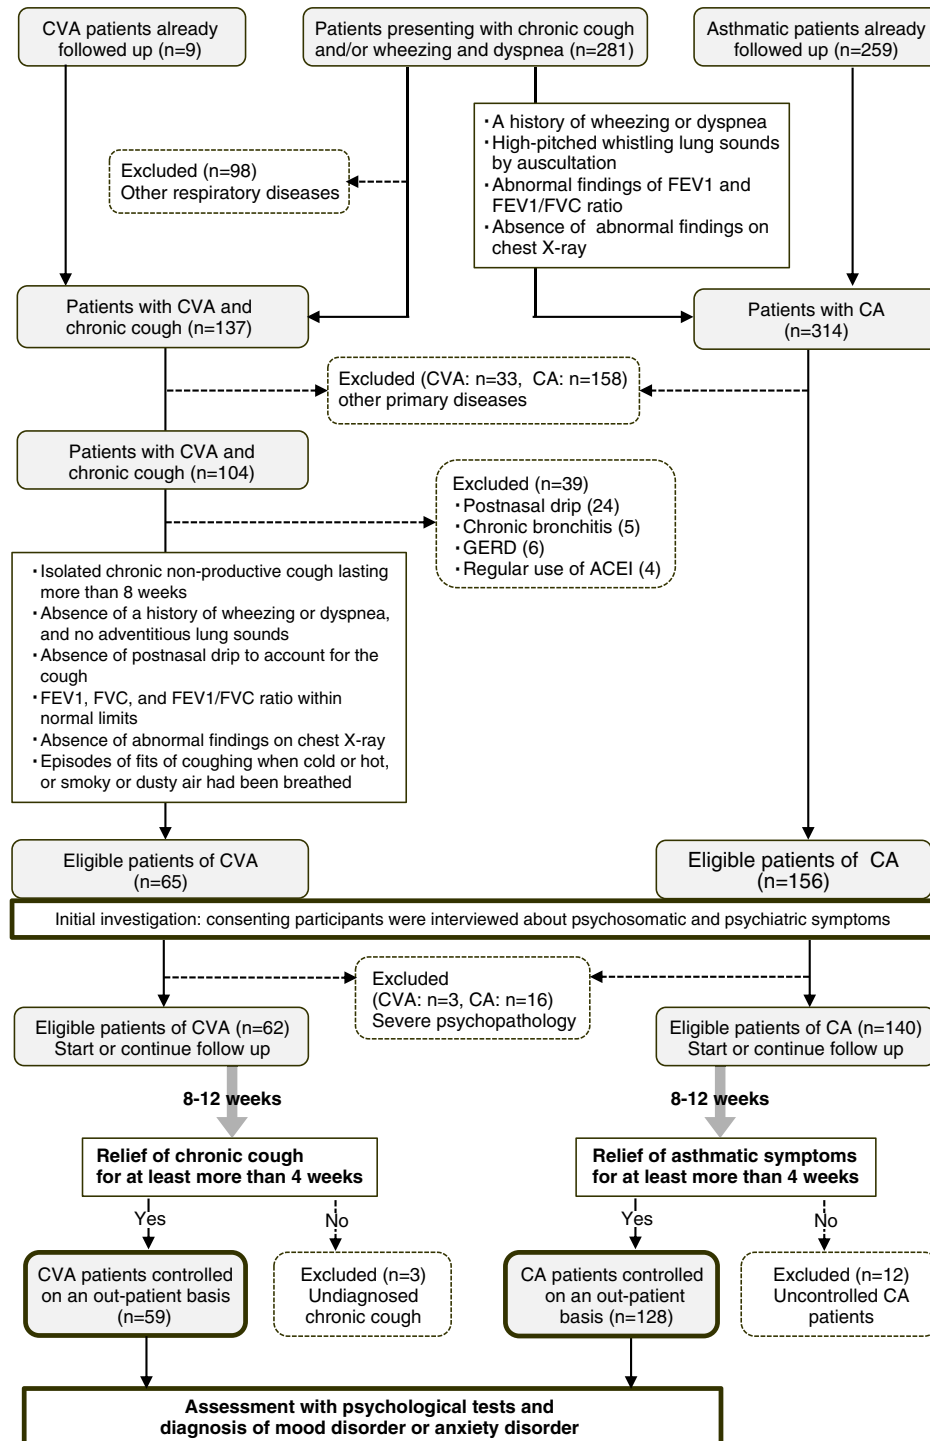 CVA patients already
followed up (n=9)
Patients presenting with chronic cough
and/or wheezing and dyspnea (n=281)
Asthmatic patients already
followed up (n=259)
・A history of wheezing or dyspnea
・High-pitched whistling lung sounds
by auscultation
・Abnormal findings of FEV1 and
FEV1/FVC ratio
・Absence of abnormal findings on
chest X-ray
Excluded (n=98)
Other respiratory diseases
Patients with CVA and
chronic cough (n=137)
Patients with CA
(n=314)
Excluded (CVA: n=33, CA: n=158)
other primary diseases
Patients with CVA and
chronic cough (n=104)
Excluded (n=39)
・Postnasal drip (24)
・Chronic bronchitis (5)
・GERD (6)
・Regular use of ACEI (4)
・Isolated chronic non-productive cough lasting
more than 8 weeks
・Absence of a history of wheezing or dyspnea,
and no adventitious lung sounds
・Absence of postnasal drip to account for the
cough
・FEV1, FVC, and FEV1/FVC ratio within
normal limits
・Absence of abnormal findings on chest X-ray
・Episodes of fits of coughing when cold or hot,
or smoky or dusty air had been breathed
Eligible patients of CVA
(n=65)
Eligible patients of CA
(n=156)
Initial investigation: consenting participants were interviewed about psychosomatic and psychiatric symptoms
Excluded
(CVA: n=3, CA: n=16)
Severe psychopathology
Eligible patients of CVA (n=62)
Start or continue follow up
Eligible patients of CA (n=140)
Start or continue follow up
8-12 weeks
8-12 weeks
Relief of chronic cough
for at least more than 4 weeks
Relief of asthmatic symptoms
for at least more than 4 weeks
Yes
No
Yes
No
CVA patients controlled
on an out-patient basis
(n=59)
Excluded (n=3)
Undiagnosed
chronic cough
CA patients controlled
on an out-patient
basis (n=128)
Excluded (n=12)
Uncontrolled CA
patients
Assessment with psychological tests and
diagnosis of mood disorder or anxiety disorder